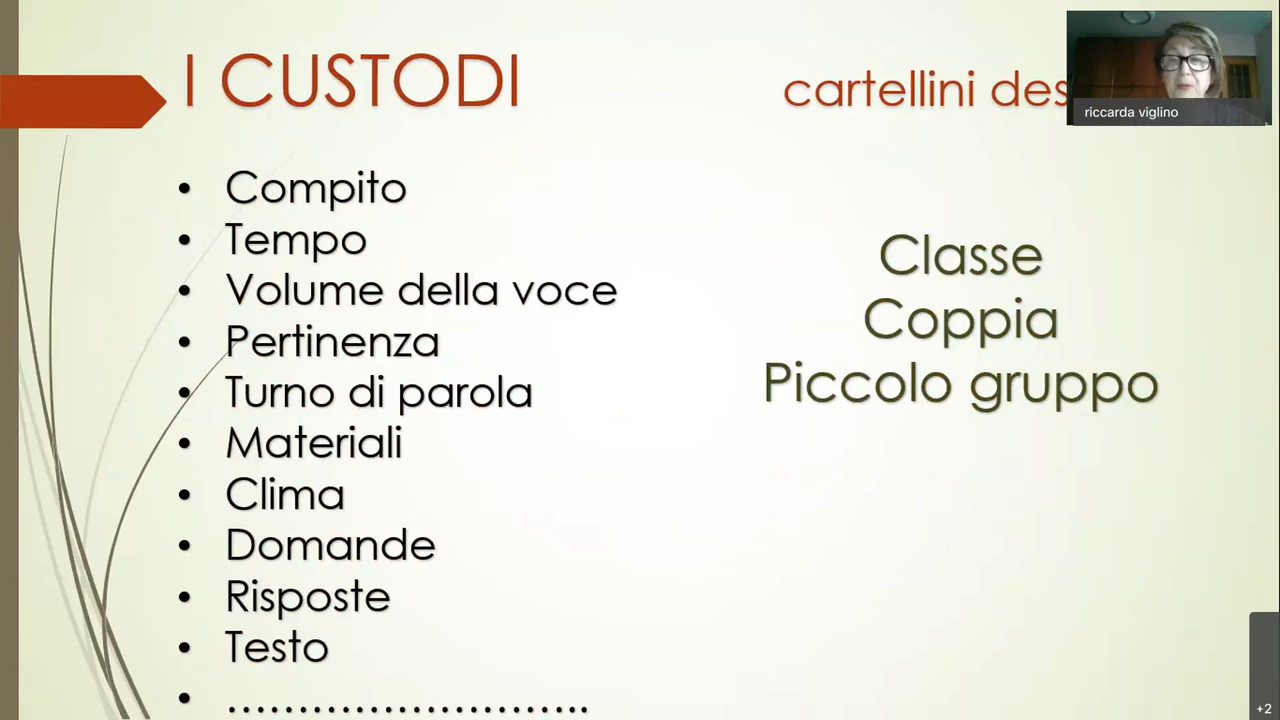 I CUSTODI
cartellini des
riccarda viglino
• Compito
• Tempo
• Volume della voce
• Pertinenza
• Turno di parola
• Materiali
• Clima
• Domande
• Risposte
• Testo
• ……………………..
Classe
Coppia
Piccolo gruppo
+2